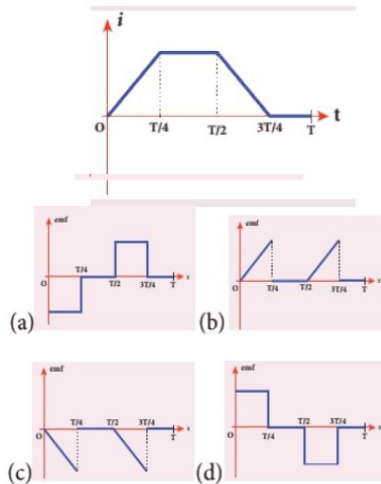 i
O T/4 T/2 3T/4 T t
emf
O T/4 T/2 3T/4 T t
(a)
emf
O T/4 T/2 3T/4 T t
(b)
emf
O T/4 T/2 3T/4 T t
(c)
emf
O T/4 T/2 3T/4 T t
(d)